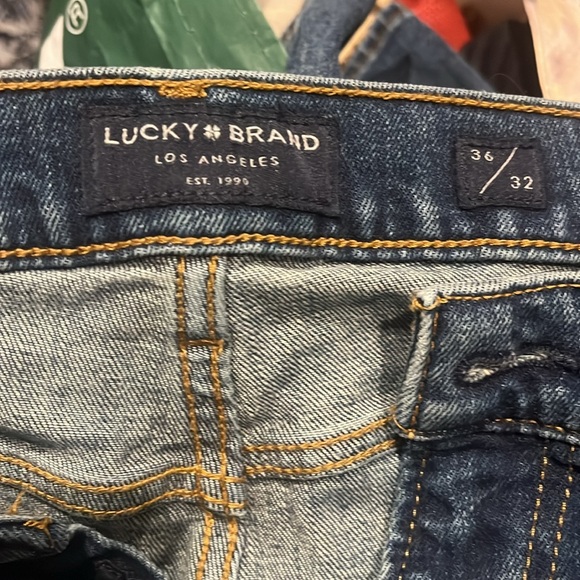 LUCKY BRAND
LOS ANGELES
EST. 1990
36/32
®